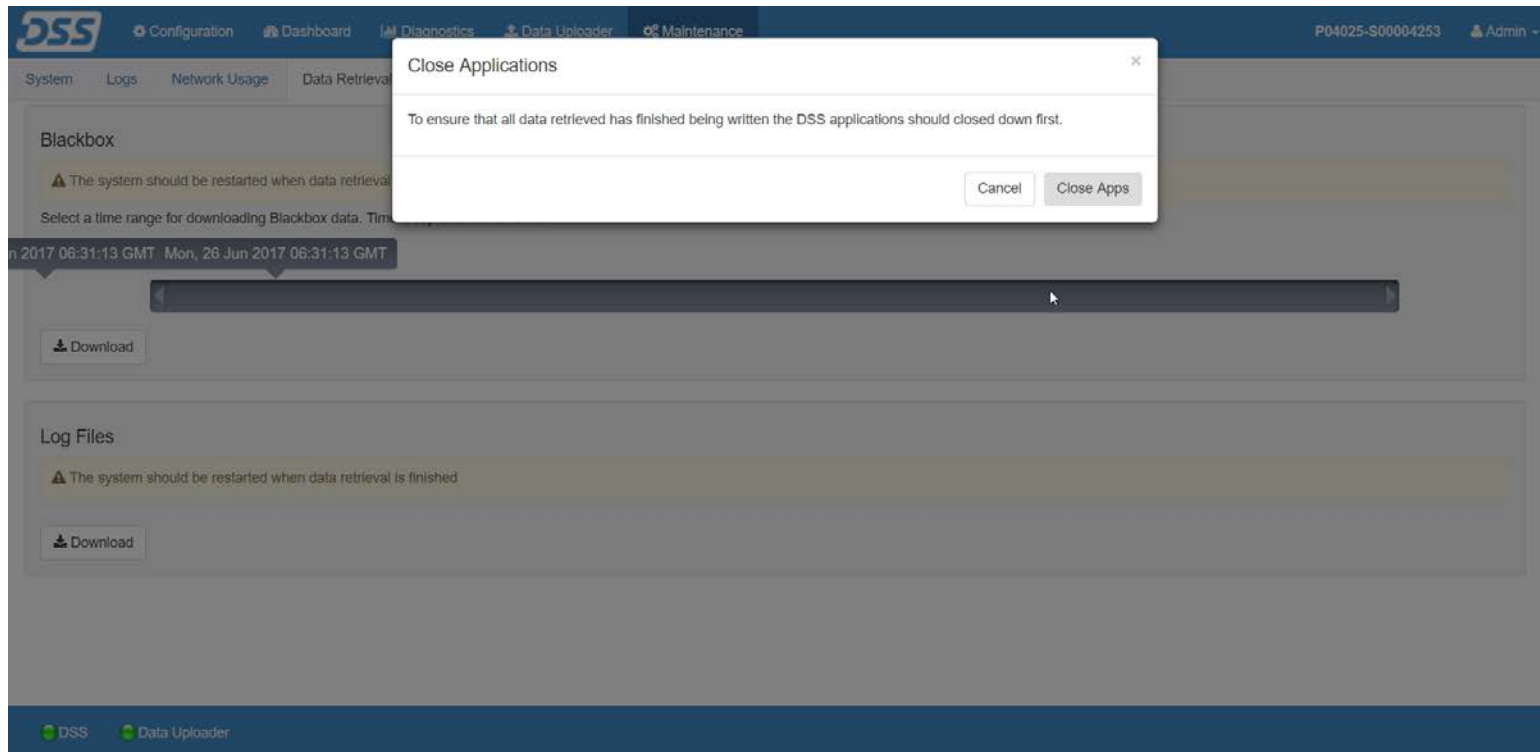 DSS Configuration Dashboard Diagnostics Data Uploader Maintenance P04025-S00004253 Admin
System Logs Network Usage Data Retrieval
Close Applications ×
To ensure that all data retrieved has finished being written the DSS applications should closed down first.
Cancel Close Apps
Blackbox
The system should be restarted when data retrieval
Select a time range for downloading Blackbox data.
2017 06:31:13 GMT Mon, 26 Jun 2017 06:31:13 GMT
Download
Log Files
The system should be restarted when data retrieval is finished
Download
DSS Data Uploader